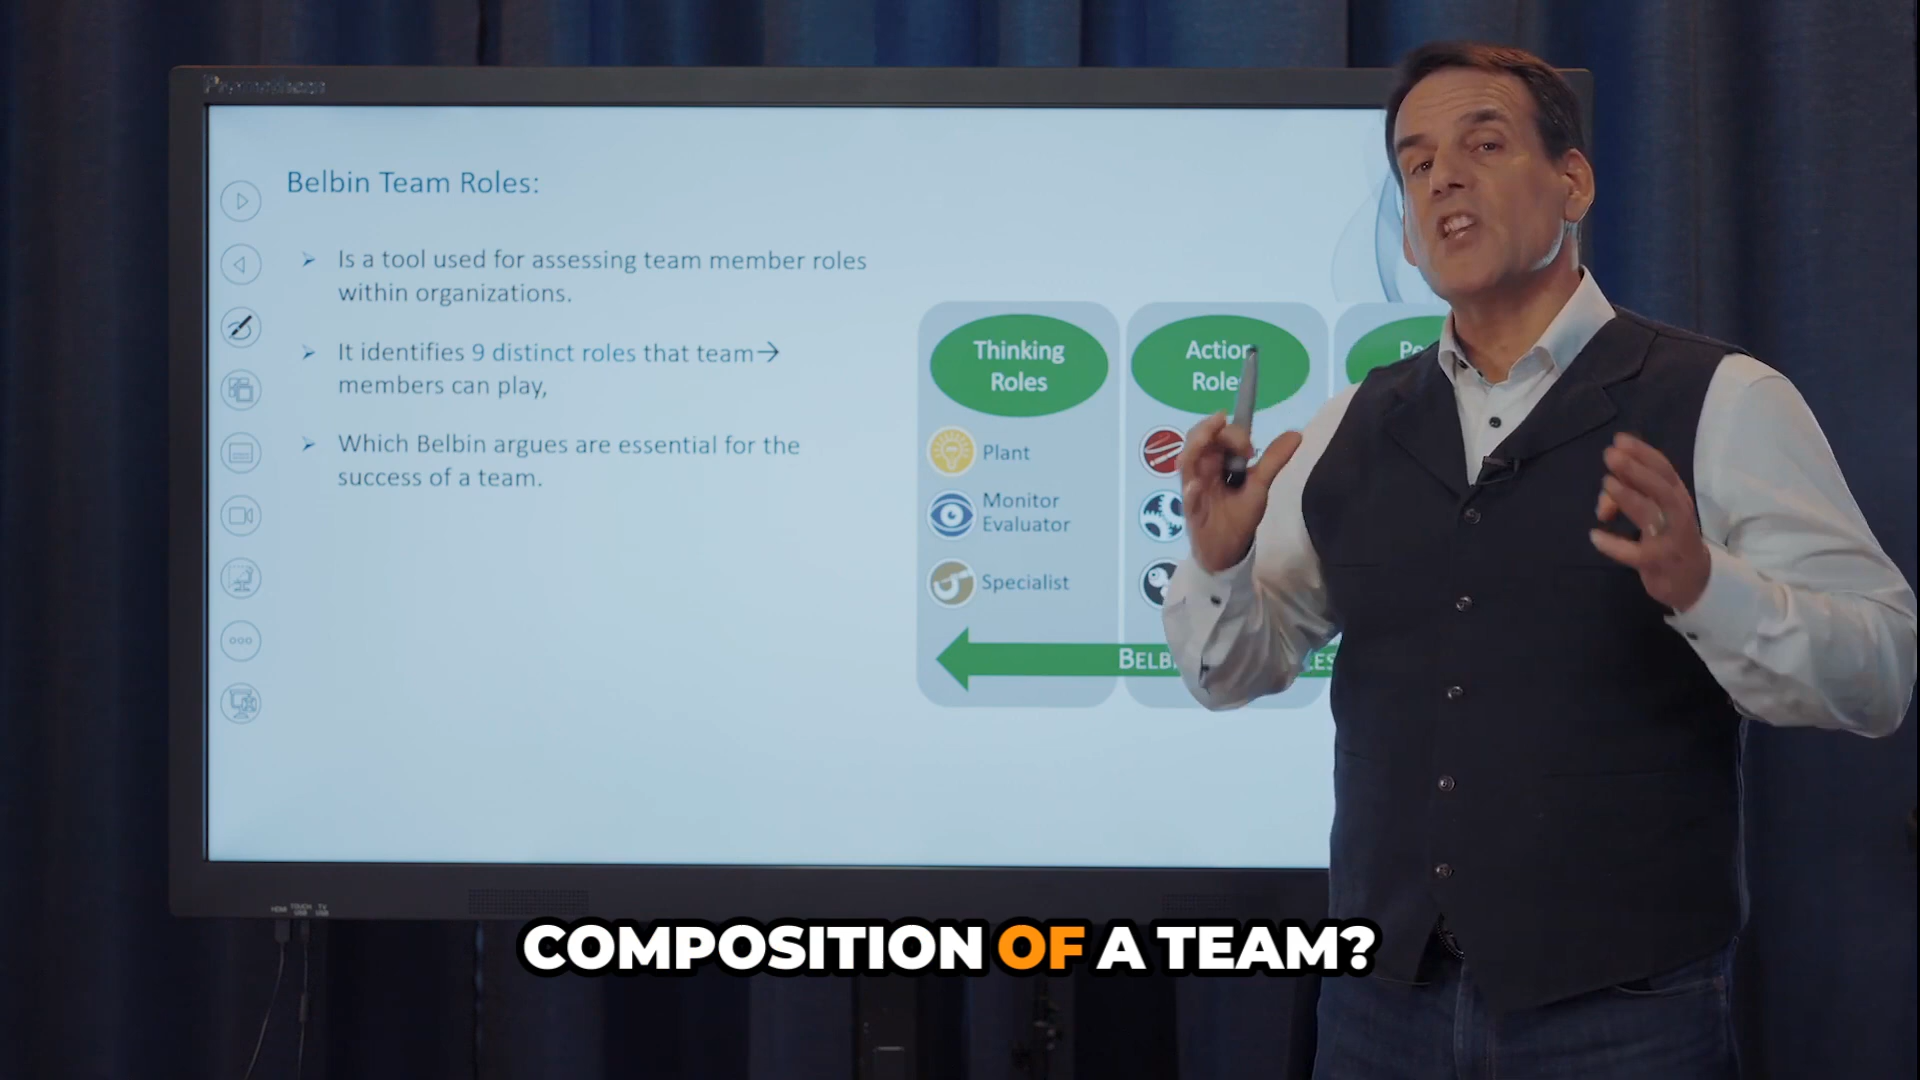 Belbin Team Roles:
Is a tool used for assessing team member roles
within organizations.
It identifies 9 distinct roles that team→
members can play,
Which Belbin argues are essential for the
success of a team.
Thinking
Roles
Action
Roles
Plant
Monitor
Evaluator
Specialist
COMPOSITION OF A TEAM?